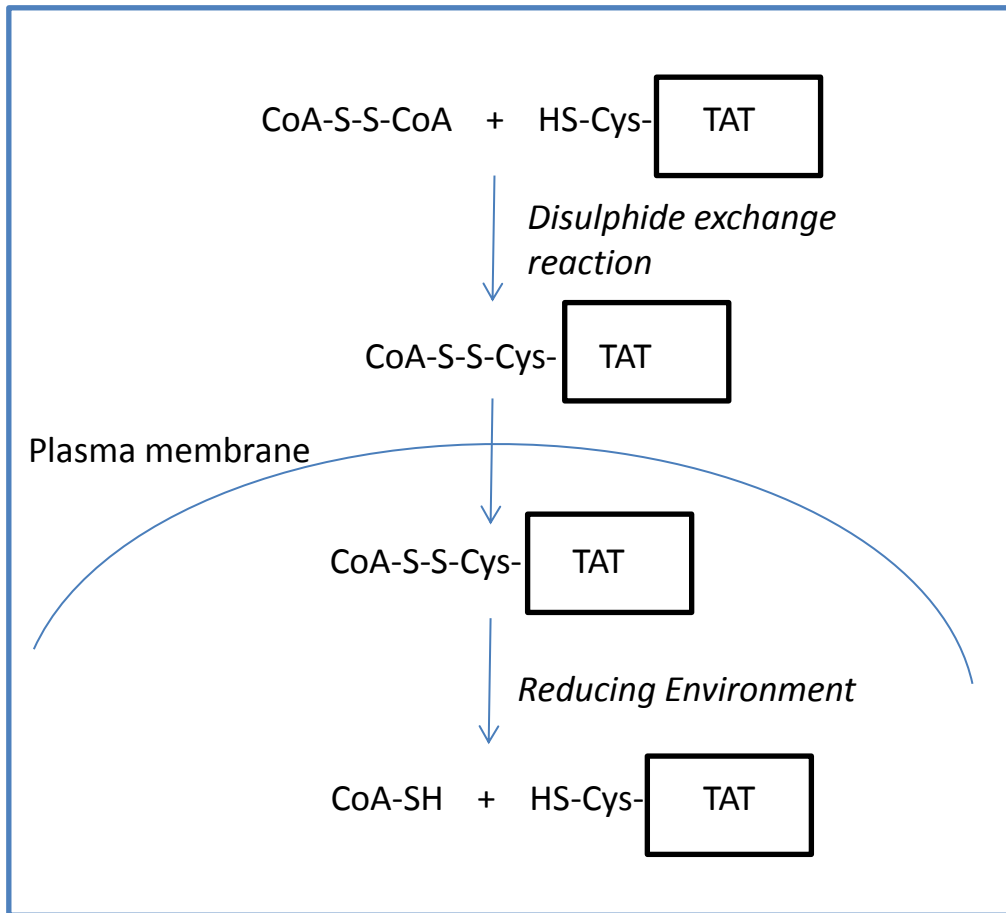 CoA-S-S-CoA + HS-Cys- TAT
Disulphide exchange
reaction
CoA-S-S-Cys- TAT
Plasma membrane
CoA-S-S-Cys- TAT
Reducing Environment
CoA-SH + HS-Cys- TAT